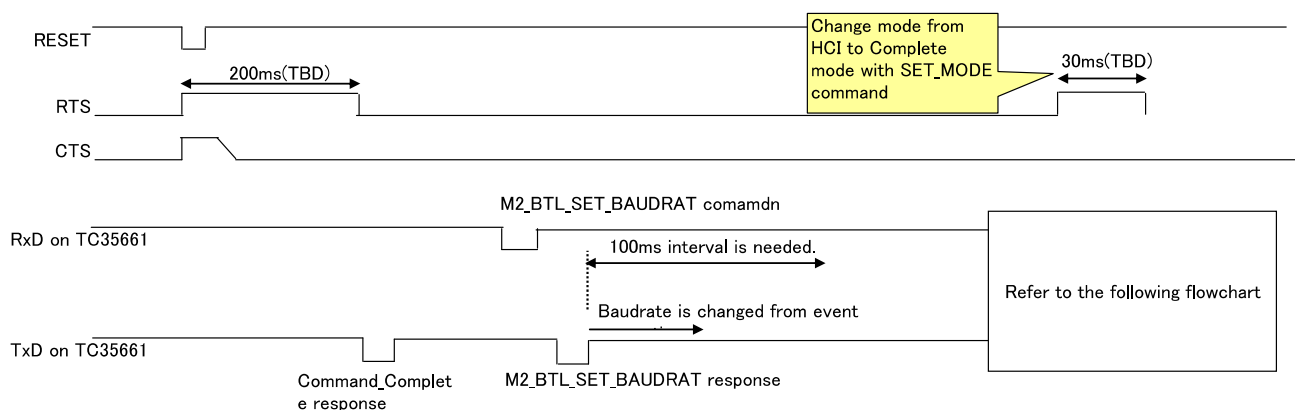 RESET
Change mode from
HCI to Complete
mode with SET_MODE
command
200ms(TBD)
30ms(TBD)
RTS
CTS
M2_BTL_SET_BAUDRAT comamdn
RxD on TC35661
100ms interval is needed.
Refer to the following flowchart
Baudrate is changed from event
TxD on TC35661
Command_Complet
e response
M2_BTL_SET_BAUDRAT response